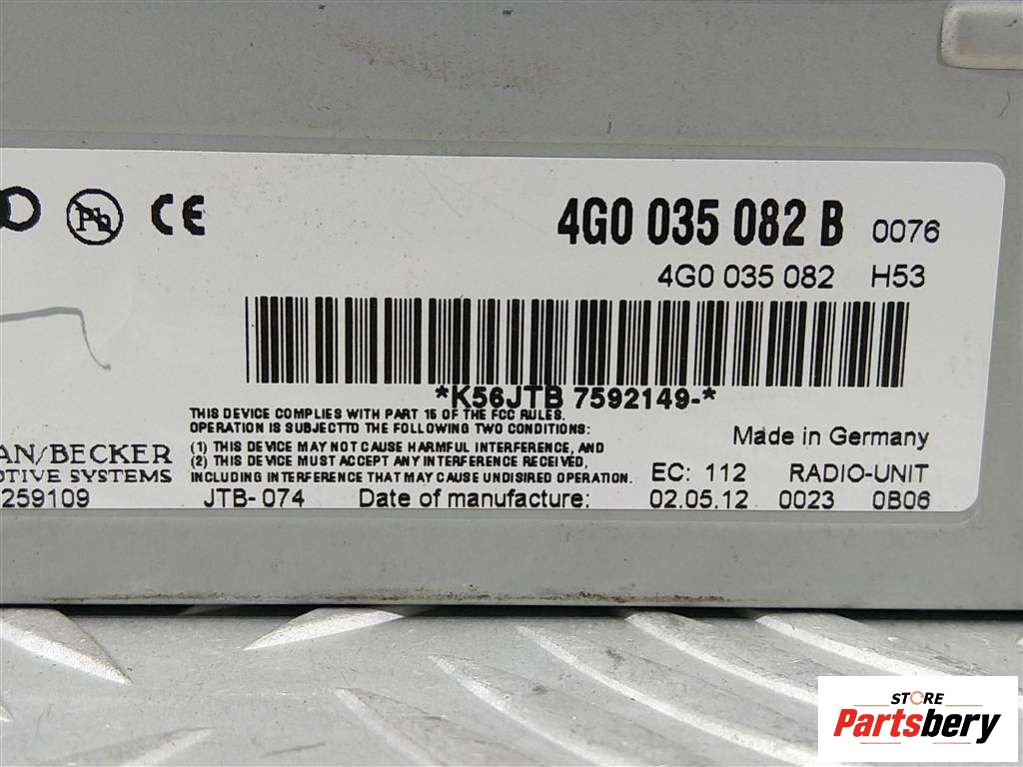 Pb CE 4G0 035 082 B 0076
4G0 035 082 H53
*K56JTB 7592149-*
THIS DEVICE COMPLIES WITH PART 15 OF THE FCC RULES.
OPERATION IS SUBJECTTO THE FOLLOWING TWO CONDITIONS:
(1) THIS DEVICE MAY NOT CAUSE HARMFUL INTERFERENCE, AND
(2) THIS DEVICE MUST ACCEPT ANY INTERFERENCE RECEIVED,
INCLUDING INTERFERENCE THAT MAY CAUSE UNDISIRED OPERATION.
Made in Germany
AN/BECKER
OTIVE SYSTEMS
EC: 112 RADIO-UNIT
259109 JTB-074 Date of manufacture: 02.05.12 0023 0B06
STORE
Partsbery